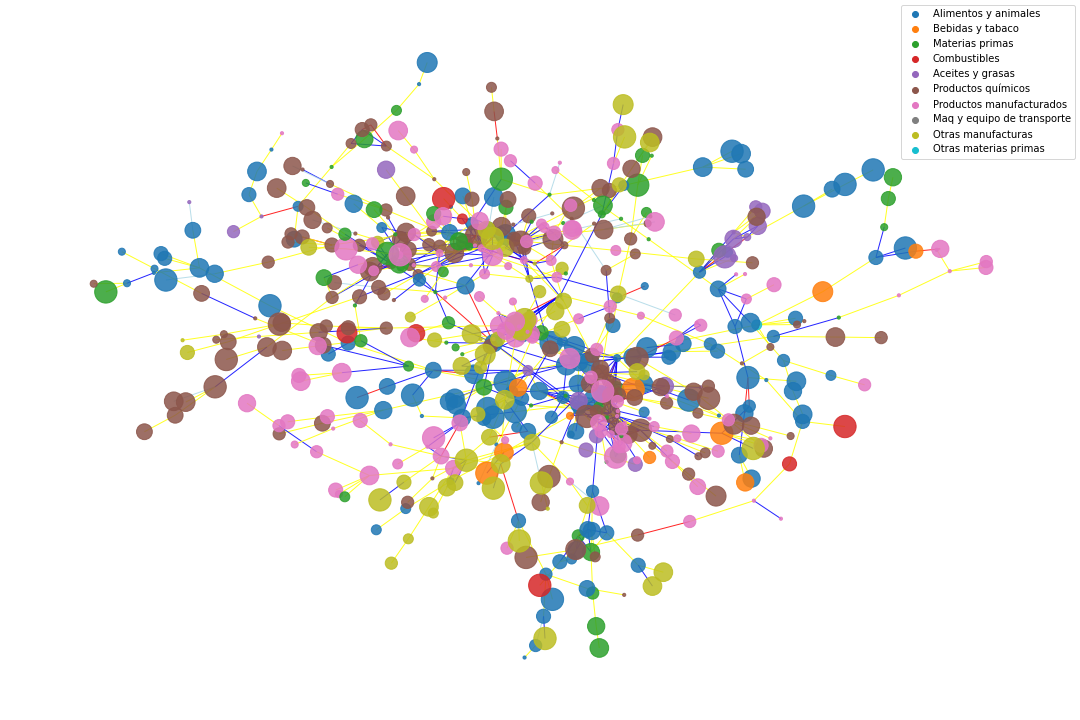 Alimentos y animales
Bebidas y tabaco
Materias primas
Combustibles
Aceites y grasas
Productos químicos
Productos manufacturados
Maq y equipo de transporte
Otras manufacturas
Otras materias primas